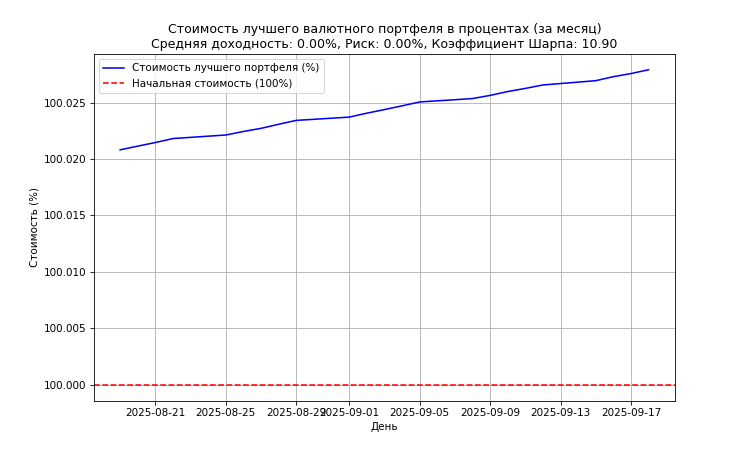 Стоимость лучшего валютного портфеля в процентах (за месяц)
Средняя доходность: 0.00%, Риск: 0.00%, Коэффициент Шарпа: 10.90
Стоимость лучшего портфеля (%)
Начальная стоимость (100%)
100.025
100.020
100.015
100.010
100.005
100.000
Стоимость (%)
2025-08-21 2025-08-25 2025-08-29 2025-09-01 2025-09-05 2025-09-09 2025-09-13 2025-09-17
День